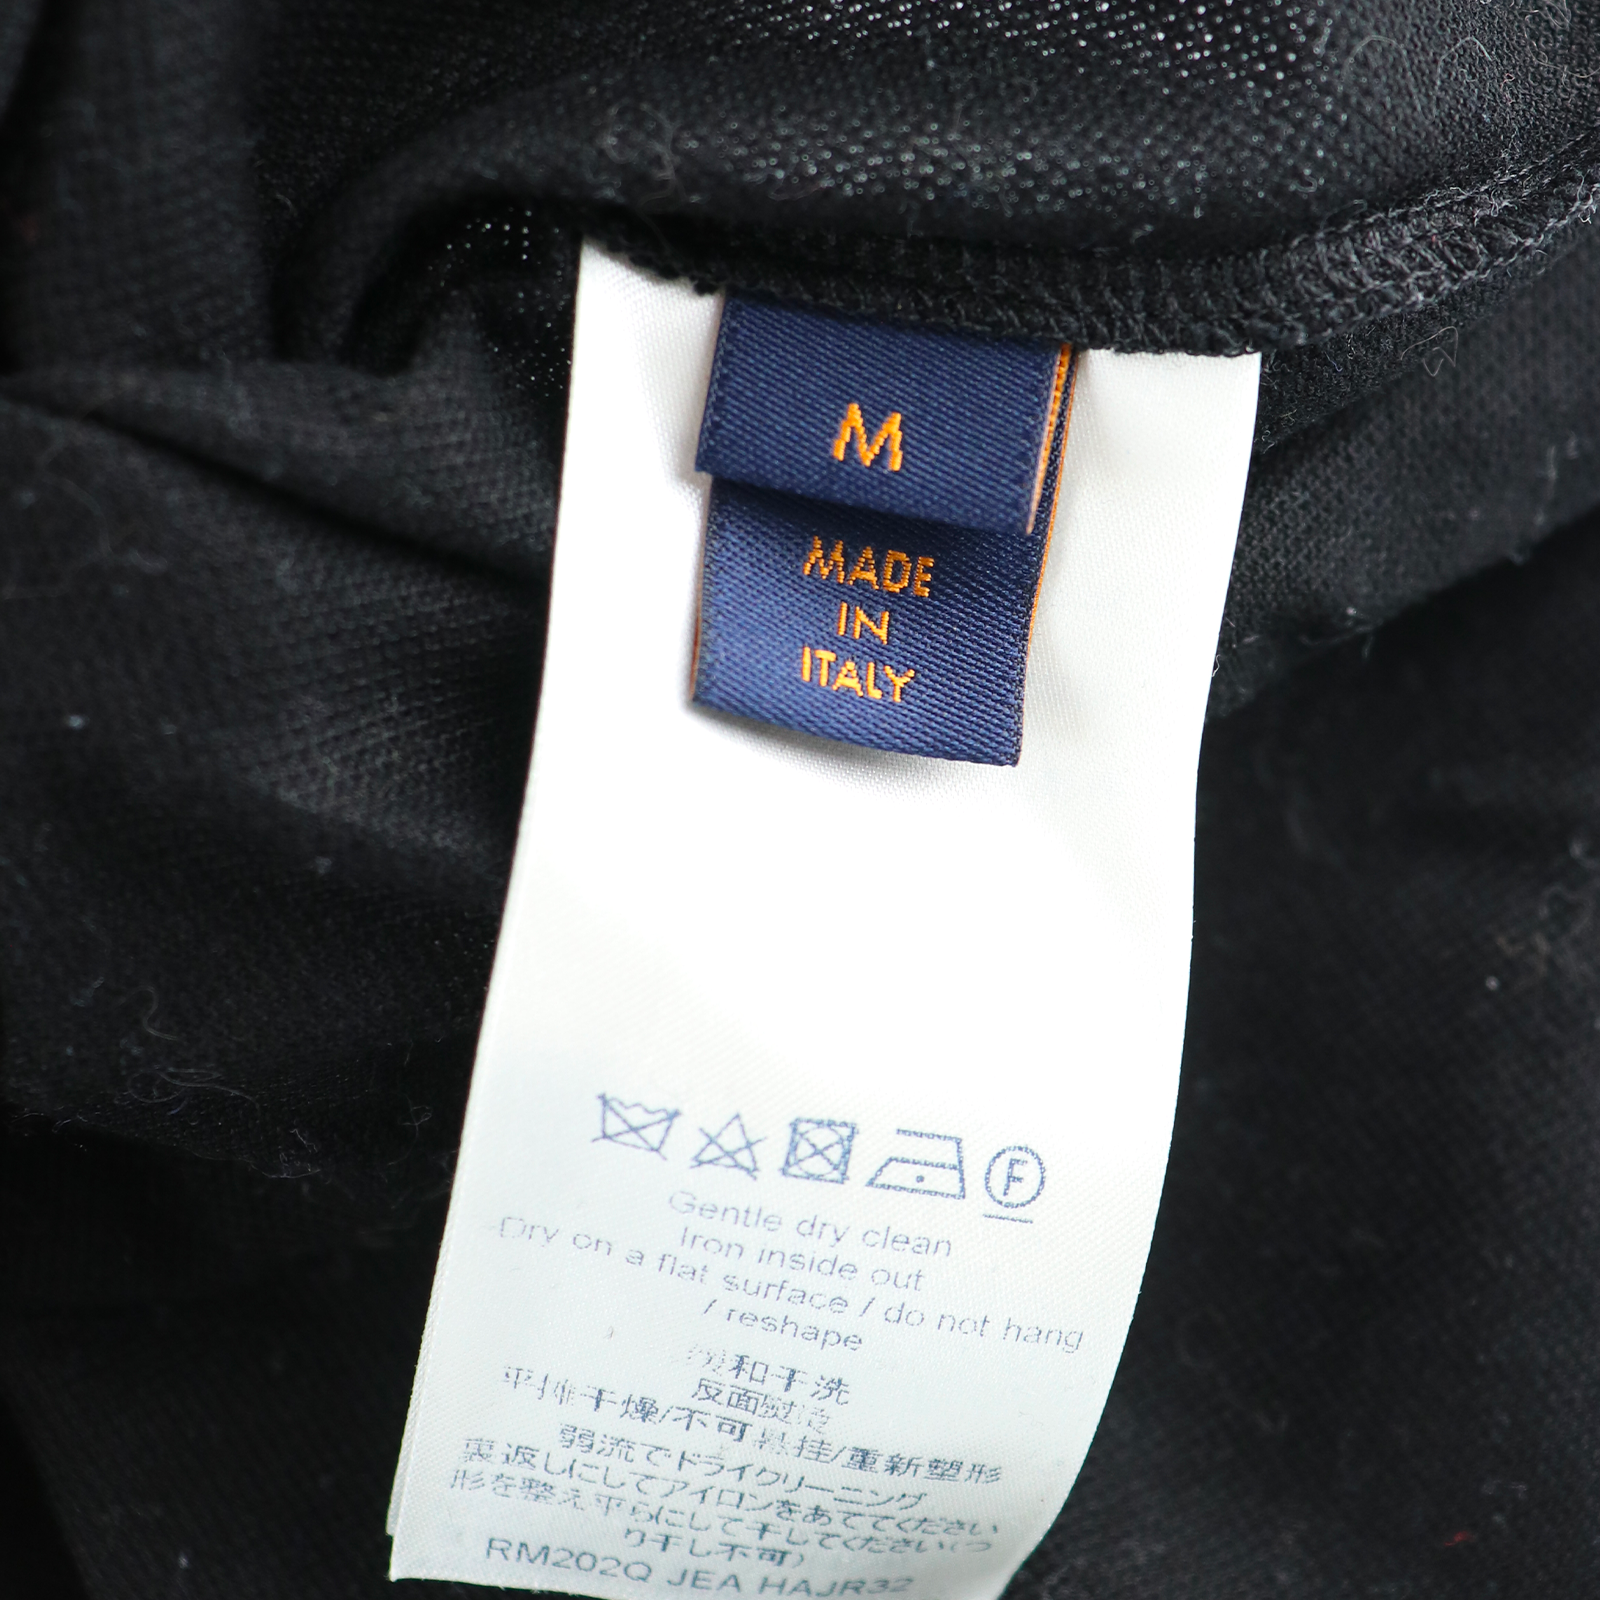 M
MADE
IN
ITALY
F
Gentle dry clean
Iron inside out
Dry on a flat surface / do not hang
/ reshape
缓和干洗
反面熨烫
平摊干燥/不可悬挂/重新塑形
弱流でドライクリーニング
裏返しにしてアイロンをあててください
形を整え平らにして干してください(つ
り干し不可)
RM202Q JEA HAJR32